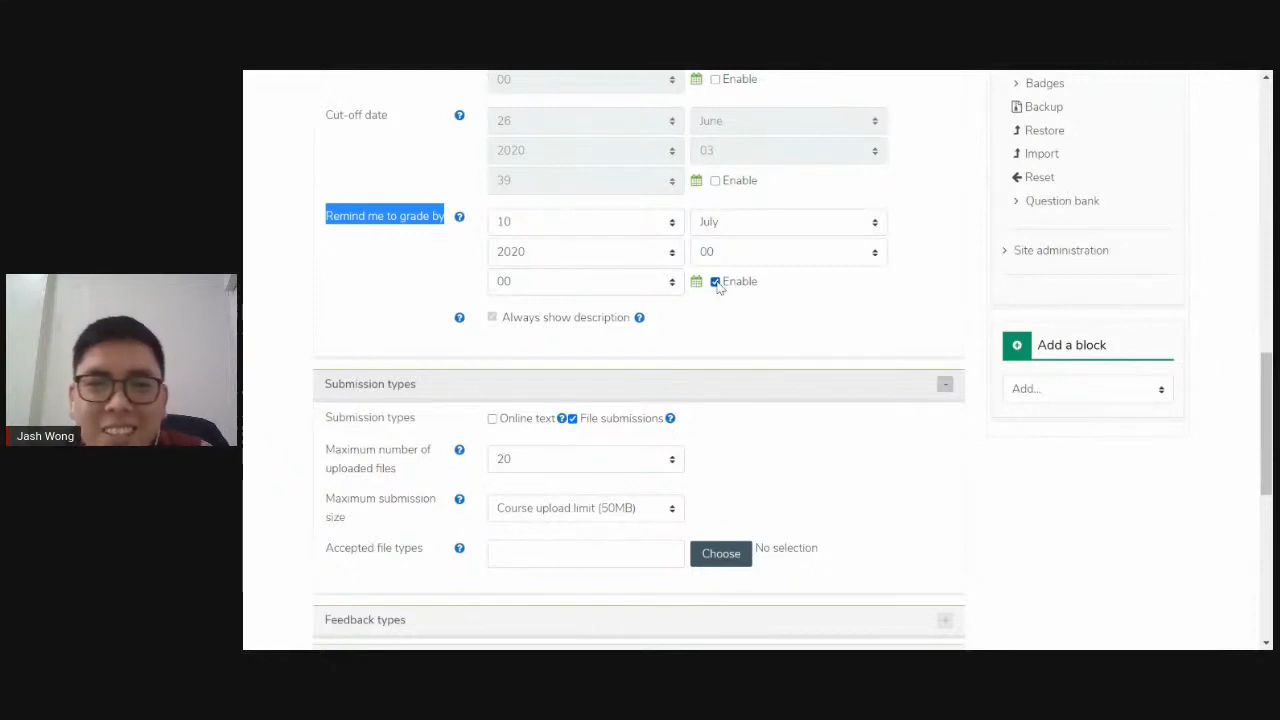 00
Enable
Cut-off date
26
June
2020
03
39
Enable
Remind me to grade by
10
July
2020
00
00
Enable
Always show description
Submission types
Submission types
Online text
File submissions
Maximum number of
uploaded files
20
Maximum submission
size
Course upload limit (50MB)
Accepted file types
Choose
No selection
Feedback types
Badges
Backup
Restore
Import
Reset
Question bank
Site administration
Add a block
Add...
Jash Wong